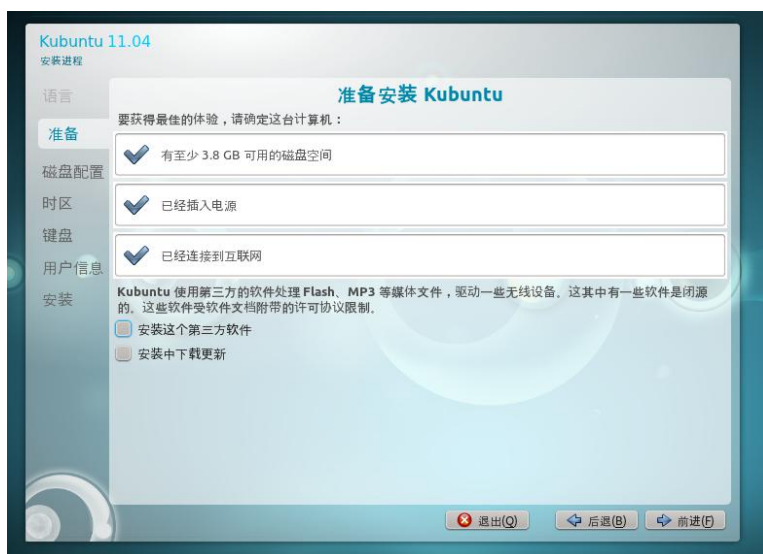 Kubuntu 11.04
安装进程
语言
准备
磁盘配置
时区
键盘
用户信息
安装
准备安装 Kubuntu
要获得最佳的体验，请确定这台计算机：
有至少 3.8 GB 可用的磁盘空间
已经插入电源
已经连接到互联网
Kubuntu 使用第三方的软件处理 Flash、MP3 等媒体文件，驱动一些无线设备。这其中有一些软件是闭源
的。这些软件受软件文档附带的许可协议限制。
安装这个第三方软件
安装中下载更新
退出(Q)
后退(B)
前进(F)